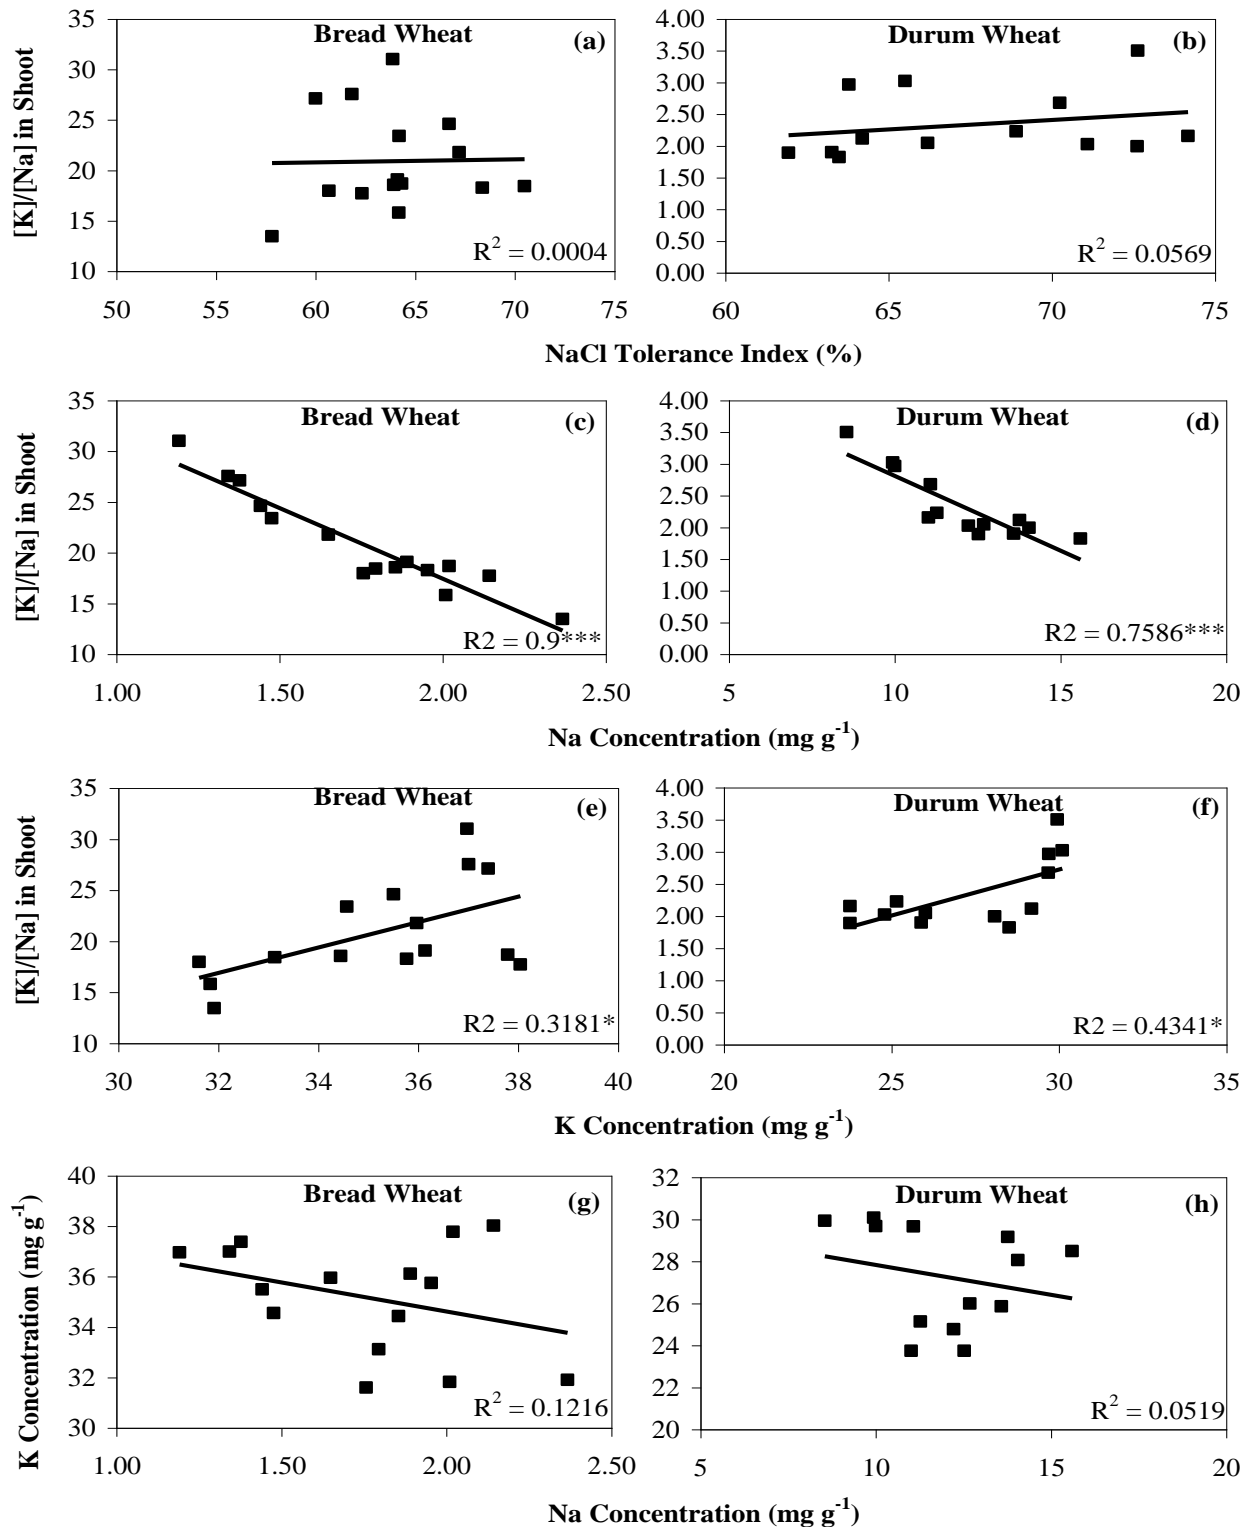 Bread Wheat (a)
[K]/[Na] in Shoot
35
30
25
20
15
10
R² = 0.0004
50 55 60 65 70 75
Durum Wheat (b)
4.00
3.50
3.00
2.50
2.00
1.50
1.00
0.50
0.00
R² = 0.0569
60 65 70 75
NaCl Tolerance Index (%)
Bread Wheat (c)
[K]/[Na] in Shoot
35
30
25
20
15
10
R2 = 0.9***
1.00 1.50 2.00 2.50
Durum Wheat (d)
4.00
3.50
3.00
2.50
2.00
1.50
1.00
0.50
0.00
R2 = 0.7586***
5 10 15 20
Na Concentration (mg g⁻¹)
Bread Wheat (e)
[K]/[Na] in Shoot
35
30
25
20
15
10
R2 = 0.3181*
30 32 34 36 38 40
Durum Wheat (f)
4.00
3.50
3.00
2.50
2.00
1.50
1.00
0.50
0.00
R2 = 0.4341*
20 25 30 35
K Concentration (mg g⁻¹)
Bread Wheat (g)
K Concentration (mg g⁻¹)
40
38
36
34
32
30
R² = 0.1216
1.00 1.50 2.00 2.50
Durum Wheat (h)
32
30
28
26
24
22
20
R² = 0.0519
5 10 15 20
Na Concentration (mg g⁻¹)